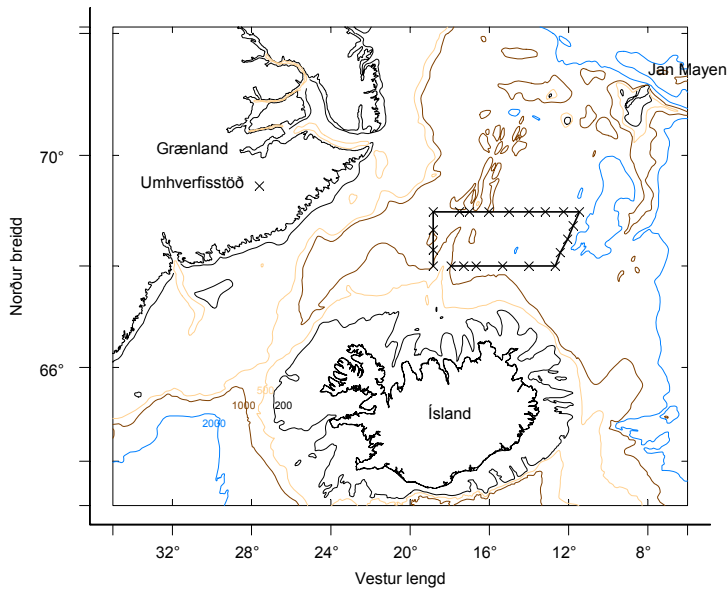 Jan Mayen
Grænland
70°
Umhverfisstöð
Norður breidd
66°
500
1000
200
2000
Ísland
32° 28° 24° 20° 16° 12° 8°
Vestur lengd